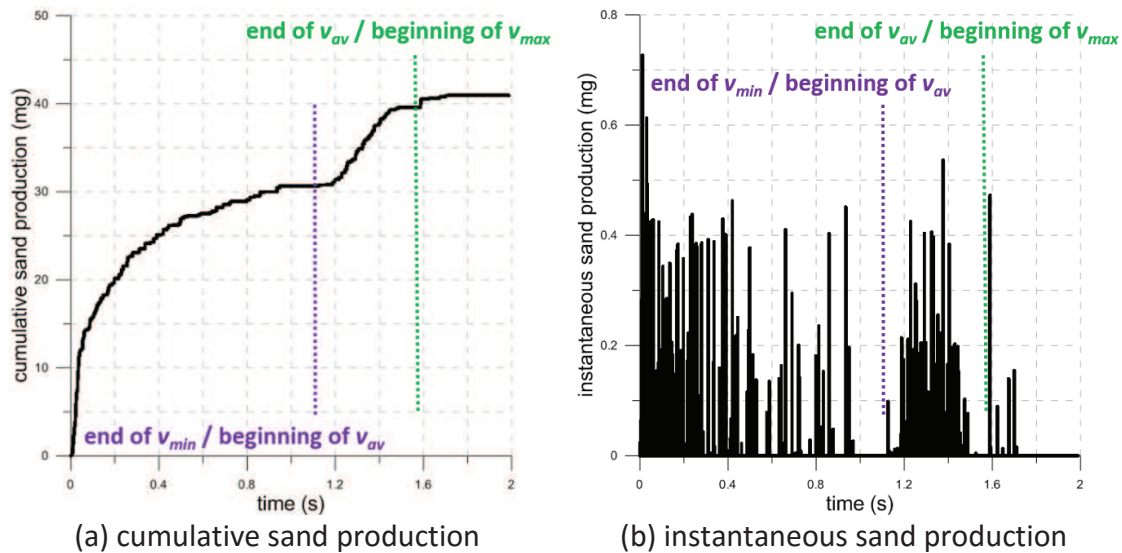 50
40
30
20
10
0
cumulative sand production (mg)
end of v_av / beginning of v_max
end of v_min / beginning of v_av
0 0.4 0.8 1.2 1.6 2
time (s)
(a) cumulative sand production
0.8
0.6
0.4
0.2
0
instantaneous sand production (mg)
end of v_av / beginning of v_max
end of v_min / beginning of v_av
0 0.4 0.8 1.2 1.6 2
time (s)
(b) instantaneous sand production